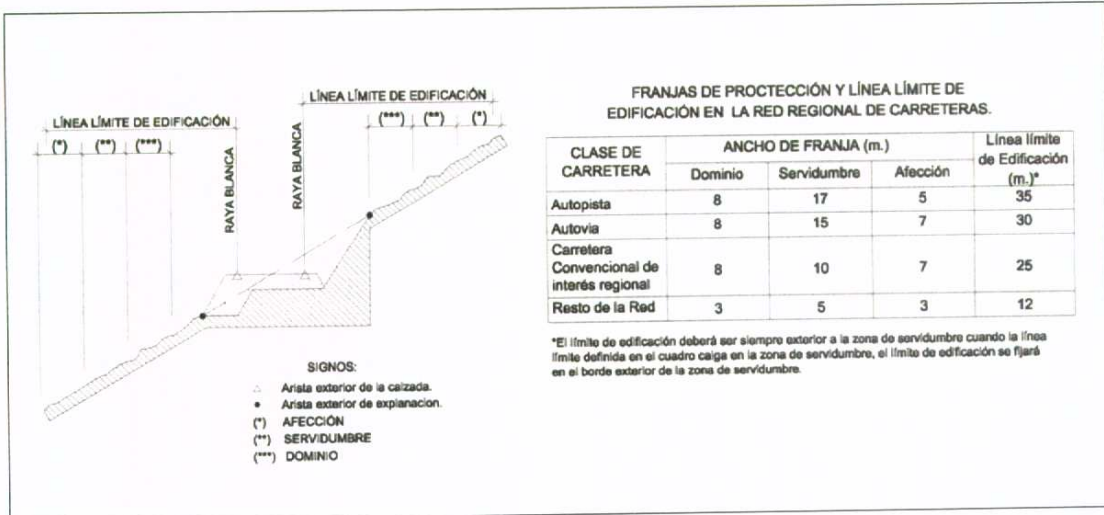 LÍNEA LÍMITE DE EDIFICACIÓN
(***) (**) (*)
LÍNEA LÍMITE DE EDIFICACIÓN
(*) (**) (***)
RAYA BLANCA
RAYA BLANCA
SIGNOS:
△ Arista exterior de la calzada.
● Arista exterior de explanacion.
(*) AFECCIÓN
(**) SERVIDUMBRE
(***) DOMINIO
FRANJAS DE PROCTECCIÓN Y LÍNEA LÍMITE DE
EDIFICACIÓN EN LA RED REGIONAL DE CARRETERAS.
CLASE DE CARRETERA ANCHO DE FRANJA (m.) Línea límite de Edificación (m.)*
Dominio Servidumbre Afección
Autopista 8 17 5 35
Autovia 8 15 7 30
Carretera
Convencional de
interés regional 8 10 7 25
Resto de la Red 3 5 3 12
*El límite de edificación deberá ser siempre exterior a la zona de servidumbre cuando la línea
límite definida en el cuadro caiga en la zona de servidumbre, el límite de edificación se fijará
en el borde exterior de la zona de servidumbre.